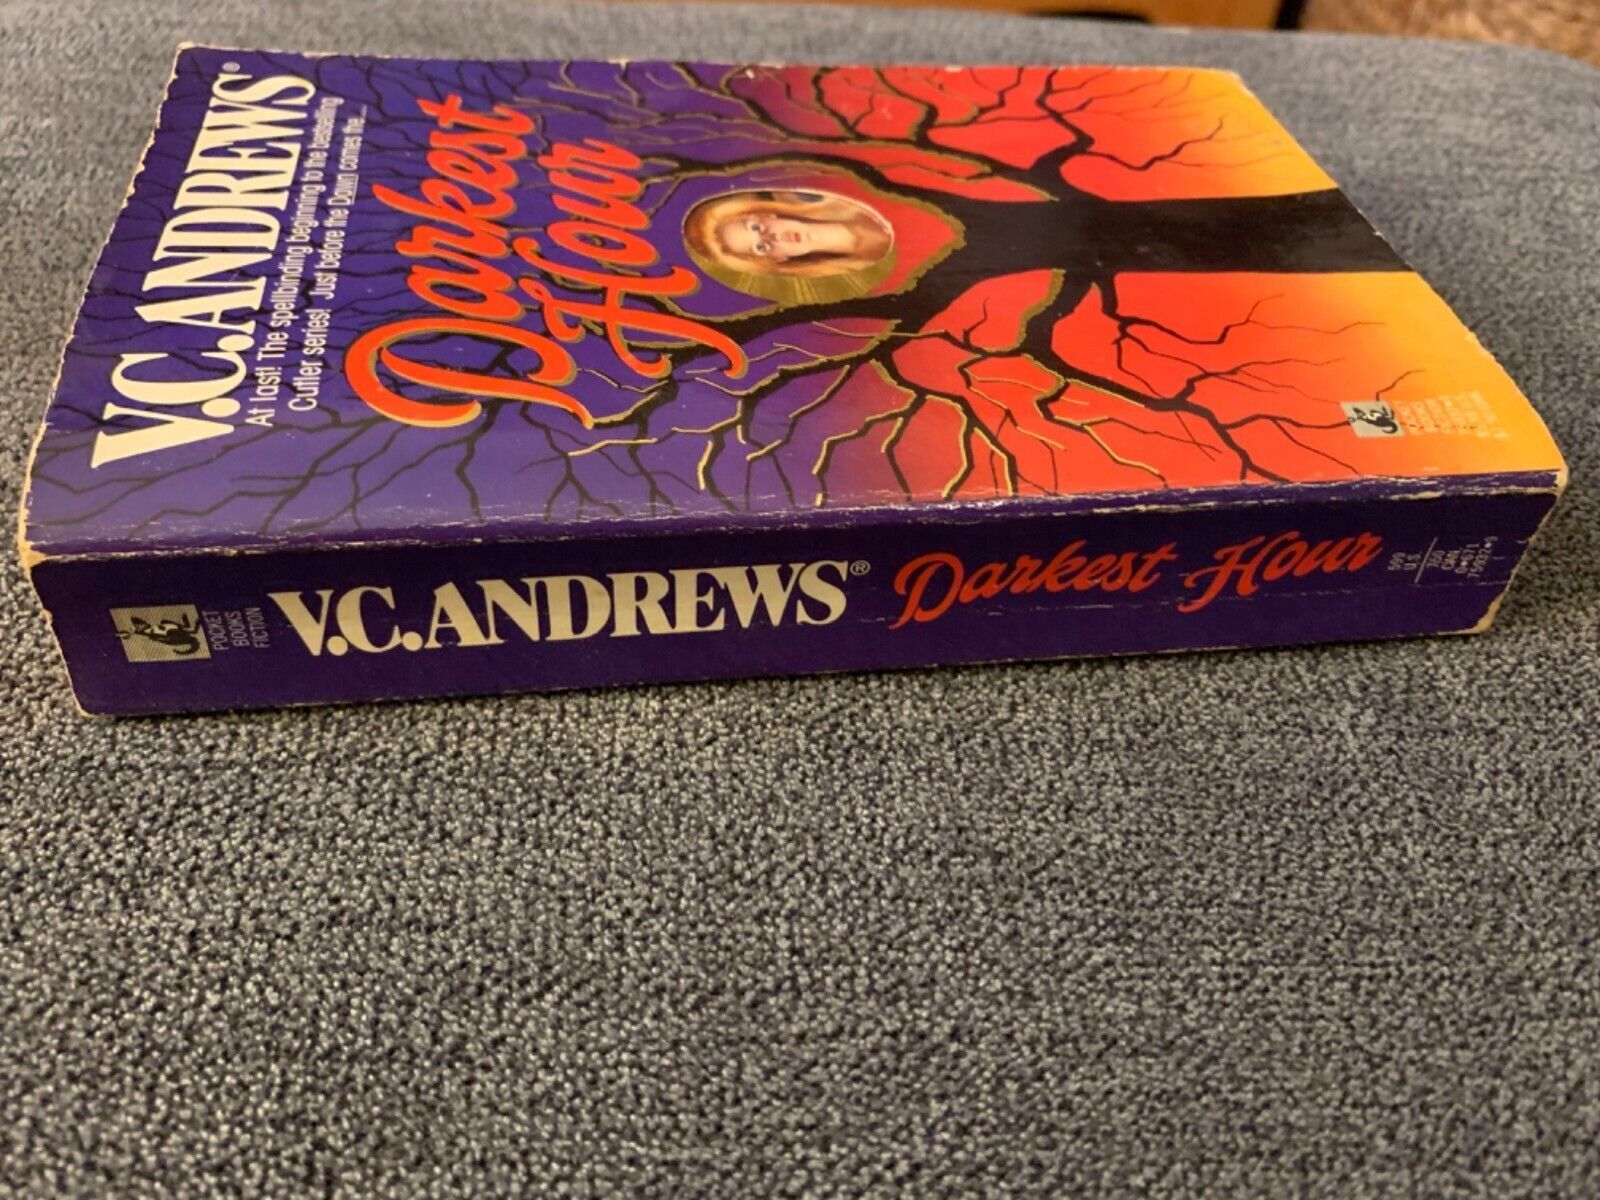 V.C. ANDREWS®
At last! The spellbinding beginning to the bestselling
Cutler series! Just before the Dawn comes the...
Darkest
Hour
POCKET
BOOKS
FICTION
V.C. ANDREWS®
Darkest Hour
U.S.
CAN.